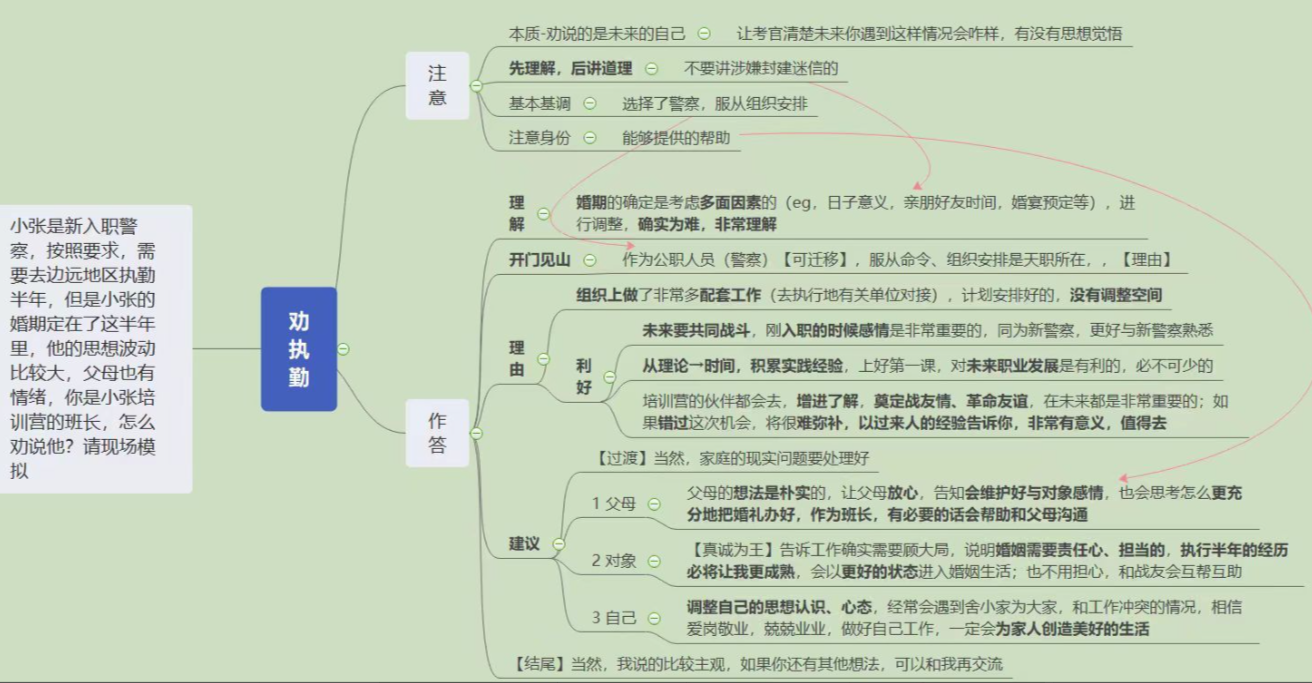 小张是新入职警
察，按照要求，需
要去边远地区执勤
半年，但是小张的
婚期定在了这半年
里，他的思想波动
比较大，父母也有
情绪，你是小张培
训营的班长，怎么
劝说他？请现场模
拟
劝
执
勤
注
意
本质-劝说的是未来的自己
让考官清楚未来你遇到这样情况会咋样，有没有思想觉悟
先理解，后讲道理
不要讲涉嫌封建迷信的
基本基调
选择了警察，服从组织安排
注意身份
能够提供的帮助
作
答
理
解
婚期的确定是考虑多面因素的（eg，日子意义，亲朋好友时间，婚宴预定等），进
行调整，确实为难，非常理解
开门见山
作为公职人员（警察）【可迁移】，服从命令、组织安排是天职所在，，【理由】
理
由
组织上做了非常多配套工作（去执行地有关单位对接），计划安排好的，没有调整空间
利
好
未来要共同战斗，刚入职的时候感情是非常重要的，同为新警察，更好与新警察熟悉
从理论→时间，积累实践经验，上好第一课，对未来职业发展是有利的，必不可少的
培训营的伙伴都会去，增进了解，奠定战友情、革命友谊，在未来都是非常重要的；如
果错过这次机会，将很难弥补，以过来人的经验告诉你，非常有意义，值得去
建议
【过渡】当然，家庭的现实问题要处理好
1 父母
父母的想法是朴实的，让父母放心，告知会维护好与对象感情，也会思考怎么更充
分地把婚礼办好，作为班长，有必要的话会帮助和父母沟通
2 对象
【真诚为王】告诉工作确实需要顾大局，说明婚姻需要责任心、担当的，执行半年的经历
必将让我更成熟，会以更好的状态进入婚姻生活；也不用担心，和战友会互帮互助
3 自己
调整自己的思想认识、心态，经常会遇到舍小家为大家，和工作冲突的情况，相信
爱岗敬业，兢兢业业，做好自己工作，一定会为家人创造美好的生活
【结尾】当然，我说的比较主观，如果你还有其他想法，可以和我再交流